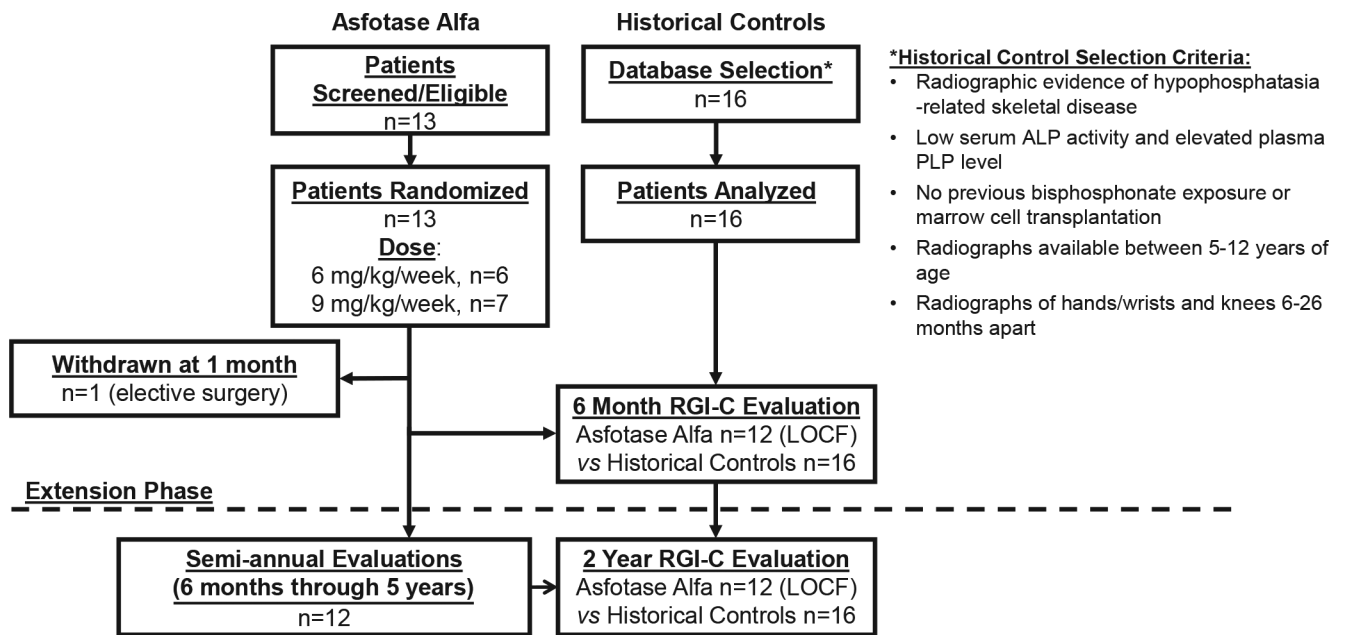 Asfotase Alfa
Historical Controls
Patients
Screened/Eligible
n=13
Database Selection*
n=16
*Historical Control Selection Criteria:
• Radiographic evidence of hypophosphatasia
-related skeletal disease
• Low serum ALP activity and elevated plasma
PLP level
• No previous bisphosphonate exposure or
marrow cell transplantation
• Radiographs available between 5-12 years of
age
• Radiographs of hands/wrists and knees 6-26
months apart
Patients Randomized
n=13
Dose:
6 mg/kg/week, n=6
9 mg/kg/week, n=7
Patients Analyzed
n=16
Withdrawn at 1 month
n=1 (elective surgery)
6 Month RGI-C Evaluation
Asfotase Alfa n=12 (LOCF)
vs Historical Controls n=16
Extension Phase
Semi-annual Evaluations
(6 months through 5 years)
n=12
2 Year RGI-C Evaluation
Asfotase Alfa n=12 (LOCF)
vs Historical Controls n=16